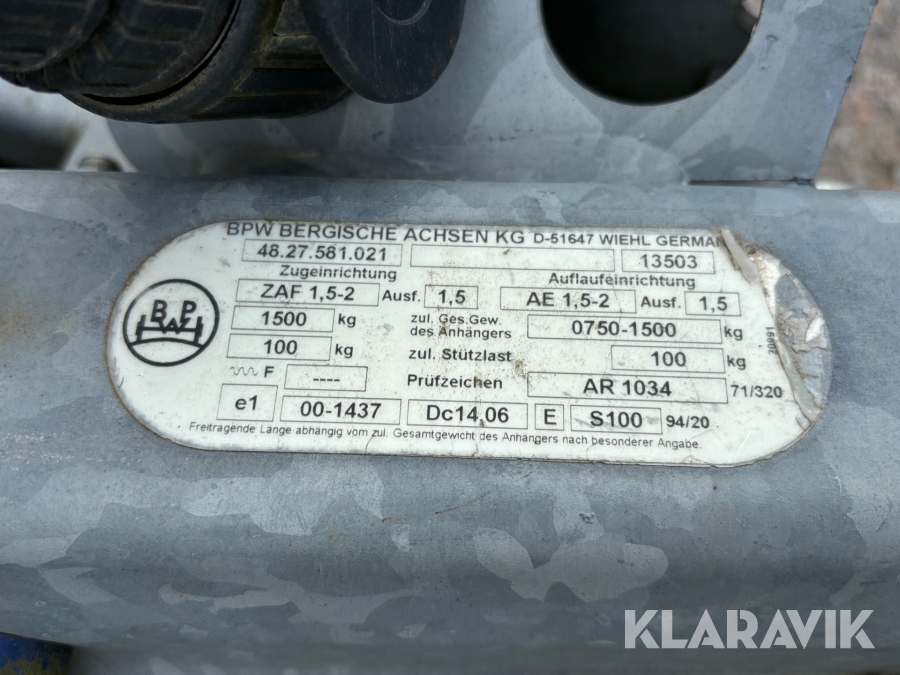 BPW BERGISCHE ACHSEN KG D-51647 WIEHL GERMAN
48.27.581.021 13503
Zugeinrichtung Auflaufeinrichtung
ZAF 1,5-2 Ausf. 1,5 AE 1,5-2 Ausf. 1,5
1500 kg zul. Ges.Gew. des Anhängers 0750-1500 kg
100 kg zul. Stützlast 100 kg
F ---- Prüfzeichen AR 1034 71/320
e1 00-1437 Dc14.06 E S100 94/20
Freitragende Länge abhängig vom zul. Gesamtgewicht des Anhängers nach besonderer Angabe.
BPW
KLARAVIK